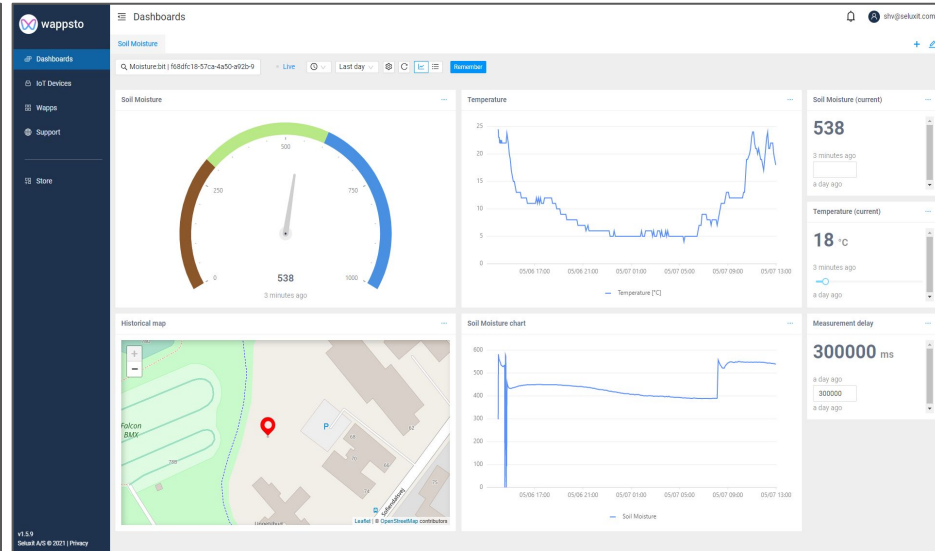 wappsto
Dashboards
shv@seluxit.com
Dashboards
IoT Devices
Wapps
Support
Store
v1.5.9
Seluxit A/S © 2021 | Privacy
Soil Moisture
Moisture:bit | f68dfc18-57ca-4a50-a92b-9
Live
Last day
Remember
Soil Moisture
0
250
500
750
1000
538
3 minutes ago
Temperature
25
20
15
10
5
0
05/06 17:00 05/06 21:00 05/07 01:00 05/07 05:00 05/07 09:00 05/07 13:00
Temperature [°C]
Soil Moisture (current)
538
3 minutes ago
a day ago
Temperature (current)
18 °C
3 minutes ago
a day ago
Historical map
+
−
Falcon
BMX
P
Sofiendalsvej
Leaflet | © OpenStreetMap contributors
Soil Moisture chart
600
500
400
300
200
100
0
05/06 17:00 05/06 21:00 05/07 01:00 05/07 05:00 05/07 09:00 05/07 13:00
Soil Moisture
Measurement delay
300000 ms
a day ago
300000
a day ago